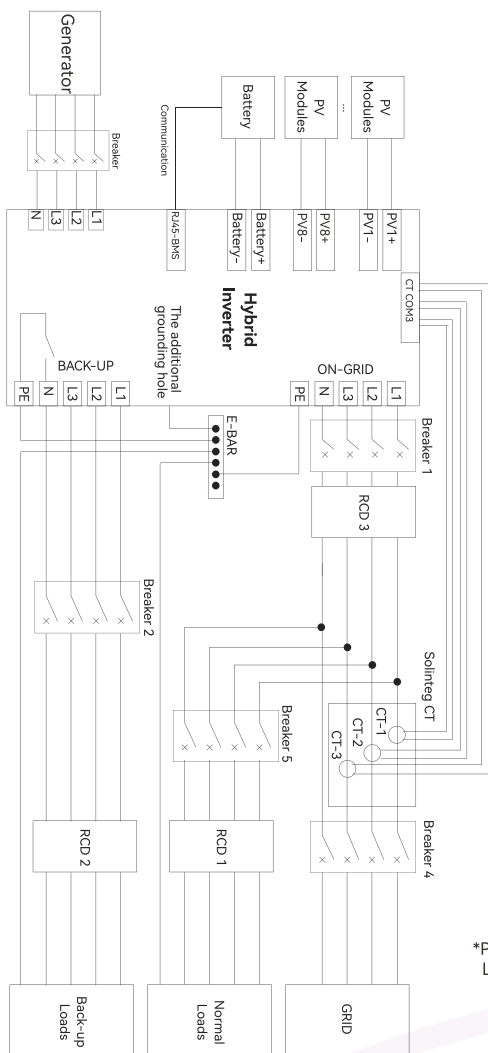 Generator
Breaker
N
L3
L2
L1
Communication
Battery
PV
Modules
...
PV
Modules
RJ45-BMS
Battery-
Battery+
PV8-
PV8+
PV1-
PV1+
CT COM3
Hybrid
Inverter
The additional
grounding hole
BACK-UP
ON-GRID
PE
N
L3
L2
L1
PE
N
L3
L2
L1
E-BAR
Breaker 1
RCD 3
Breaker 2
Solinteg CT
CT-1
CT-2
CT-3
Breaker 5
Breaker 4
RCD 2
RCD 1
Back-up
Loads
Normal
Loads
GRID
*P
L